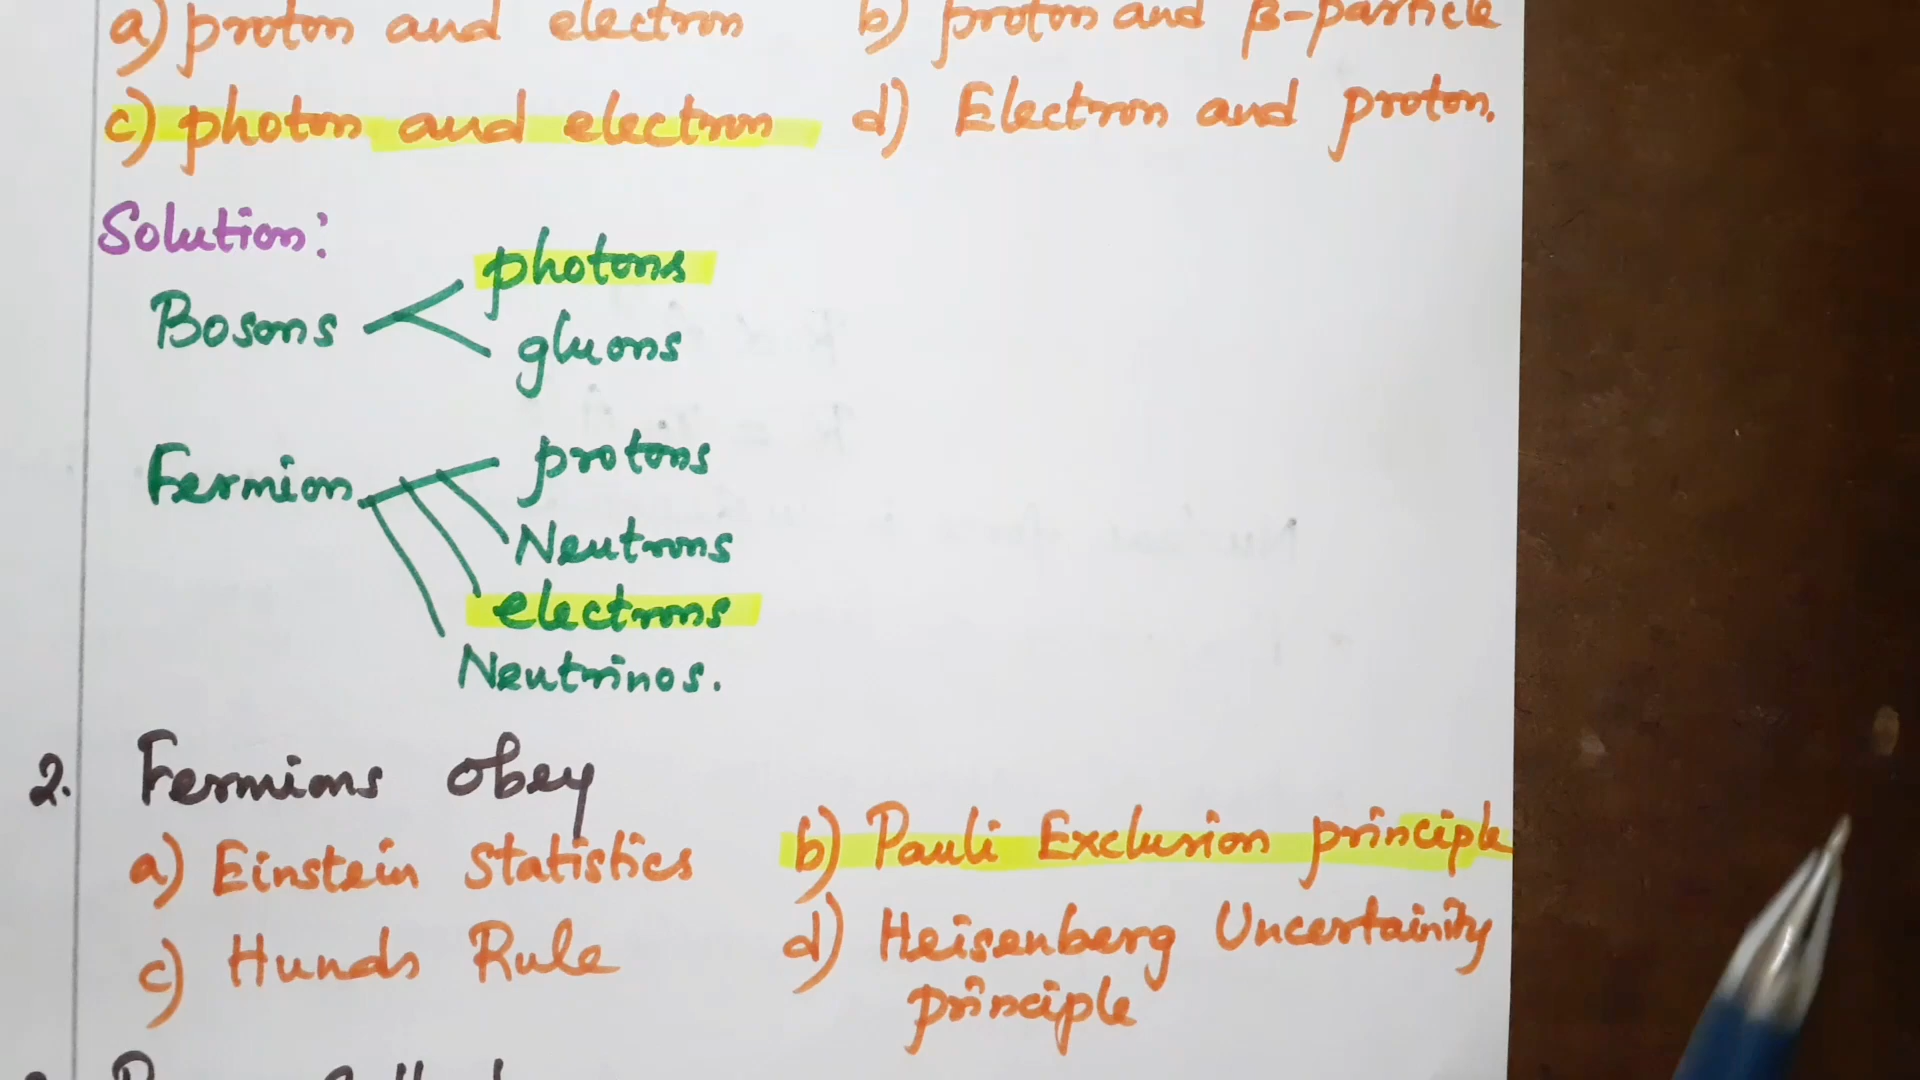 a) proton and electron b) proton and β-particle
c) photon and electron d) Electron and proton.
Solution:
Bosons photons
gluons
Fermion protons
Neutrons
electrons
Neutrinos.
2. Fermions obey
a) Einstein statistics b) Pauli Exclusion principle
c) Hunds Rule d) Heisenberg Uncertainity
principle